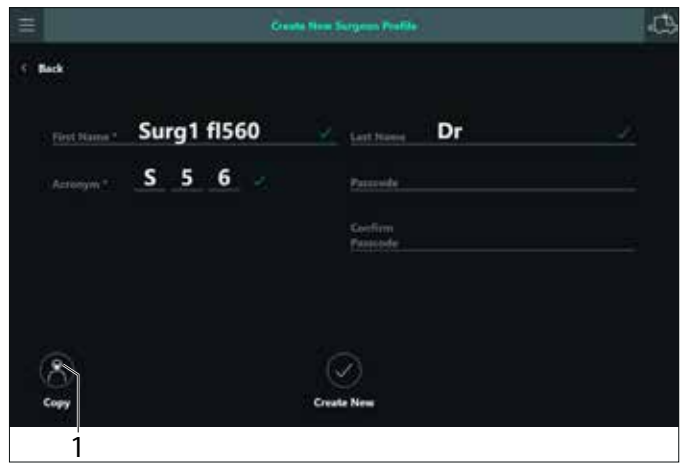 Create New Surgeon Profile
Back
First Name * Surg1 fl560 Last Name Dr
Acronym * S 5 6 Passcode
Confirm
Passcode
Copy Create New
1